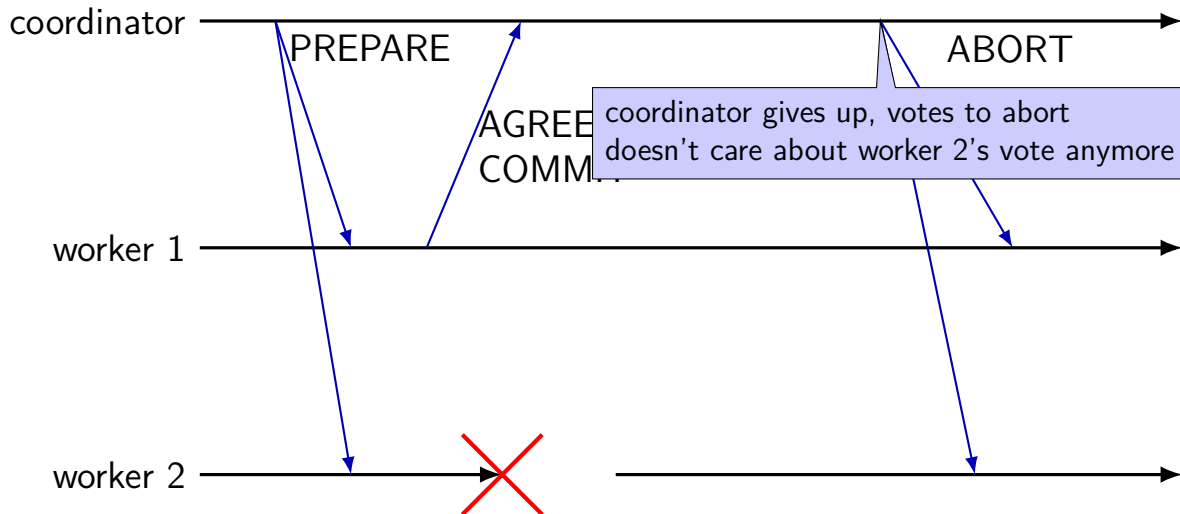 coordinator
PREPARE
ABORT
AGREE
coordinator gives up, votes to abort
doesn't care about worker 2's vote anymore
worker 1
worker 2